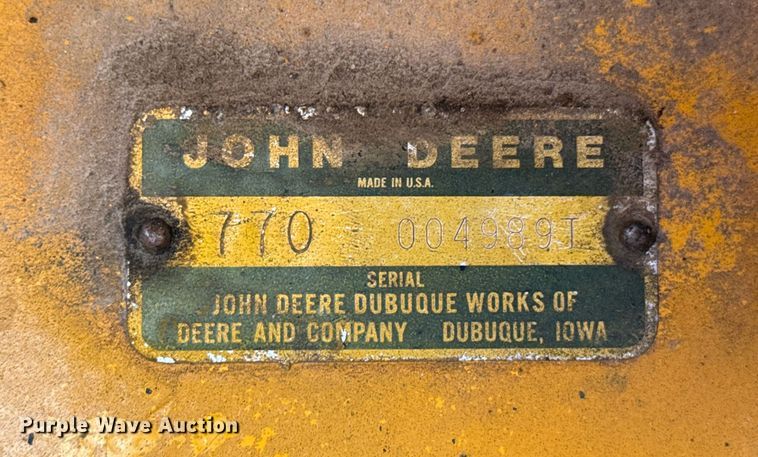 JOHN DEERE
MADE IN U.S.A.
770 004989T
SERIAL
JOHN DEERE DUBUQUE WORKS OF
DEERE AND COMPANY DUBUQUE, IOWA
Purple Wave Auction